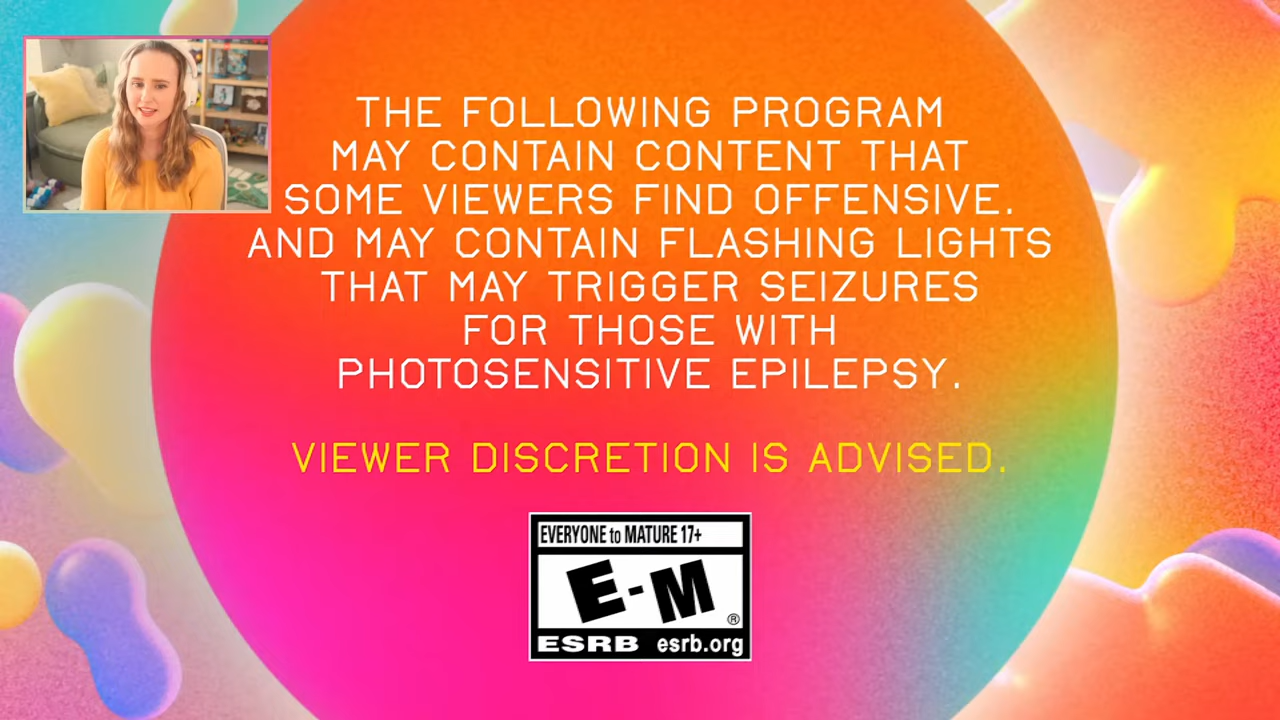 THE FOLLOWING PROGRAM
MAY CONTAIN CONTENT THAT
SOME VIEWERS FIND OFFENSIVE.
AND MAY CONTAIN FLASHING LIGHTS
THAT MAY TRIGGER SEIZURES
FOR THOSE WITH
PHOTOSENSITIVE EPILEPSY.
VIEWER DISCRETION IS ADVISED.
EVERYONE to MATURE 17+
E-M
®
ESRB esrb.org